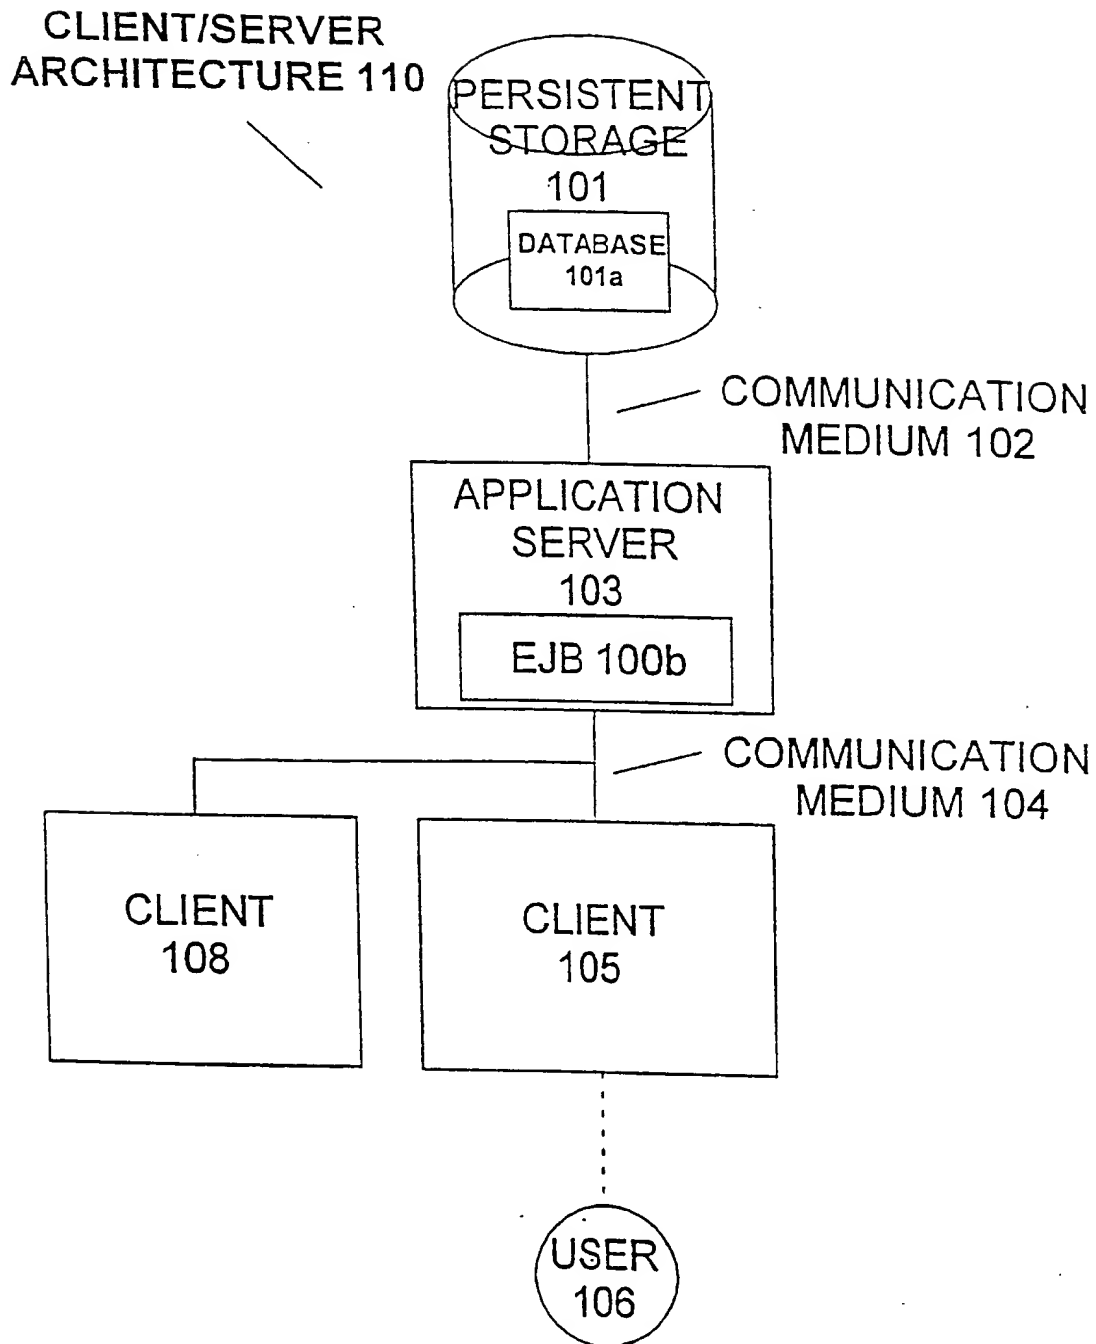 CLIENT/SERVER
ARCHITECTURE 110
PERSISTENT
STORAGE
101
DATABASE
101a
COMMUNICATION
MEDIUM 102
APPLICATION
SERVER
103
EJB 100b
COMMUNICATION
MEDIUM 104
CLIENT
108
CLIENT
105
USER
106